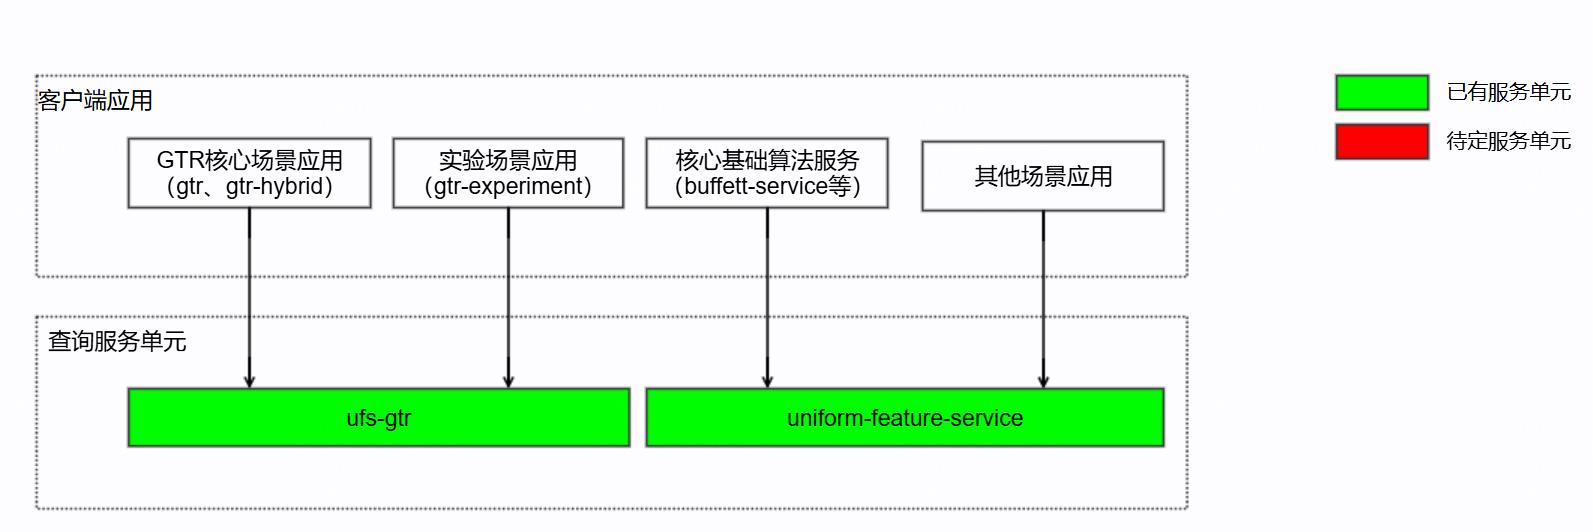 客户端应用
GTR核心场景应用
（gtr、gtr-hybrid）
实验场景应用
（gtr-experiment）
核心基础算法服务
（buffett-service等）
其他场景应用
查询服务单元
ufs-gtr
uniform-feature-service
已有服务单元
待定服务单元